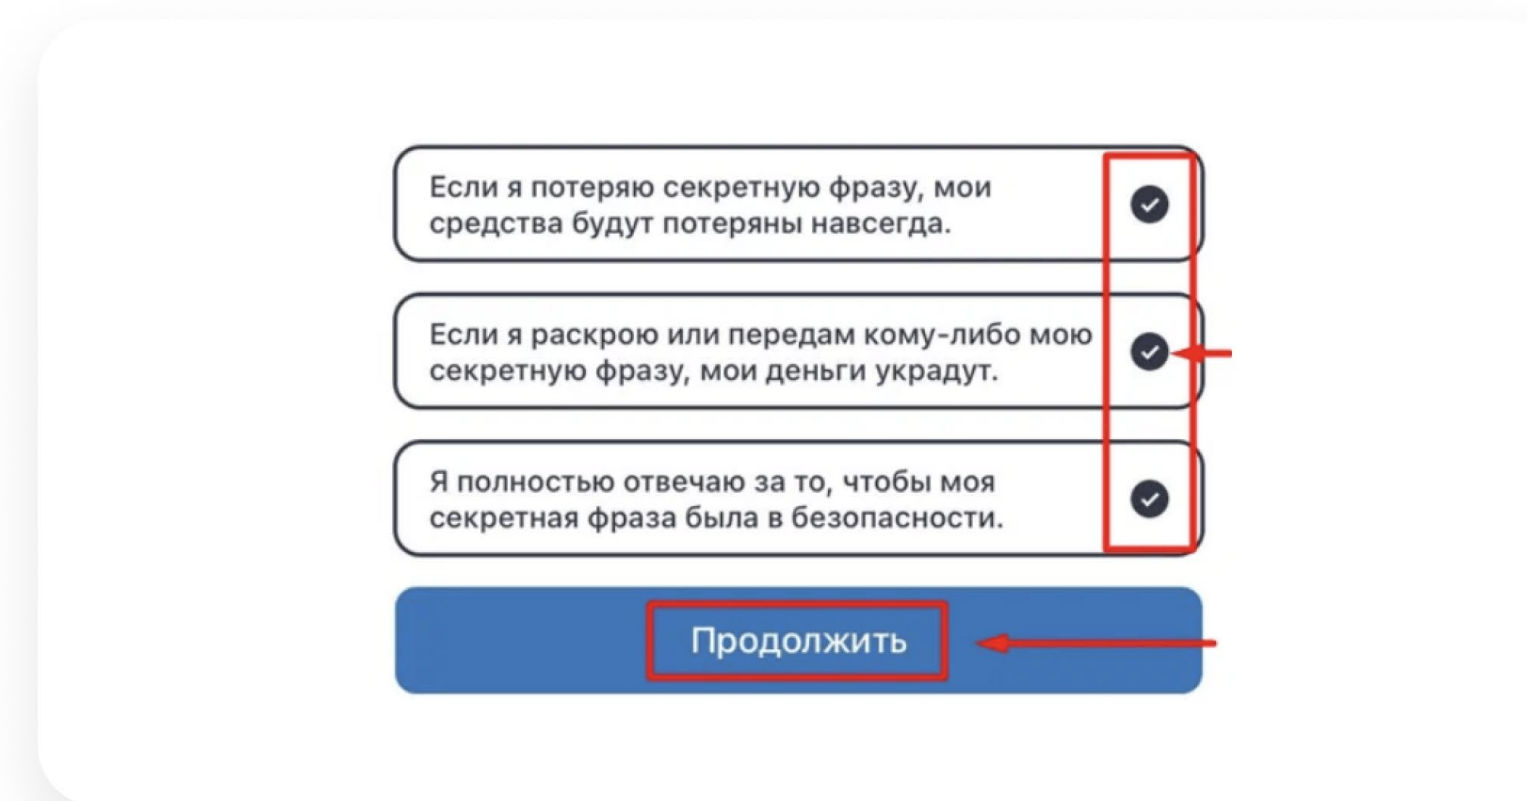 Если я потеряю секретную фразу, мои
средства будут потеряны навсегда.
Если я раскрою или передам кому-либо мою
секретную фразу, мои деньги украдут.
Я полностью отвечаю за то, чтобы моя
секретная фраза была в безопасности.
Продолжить